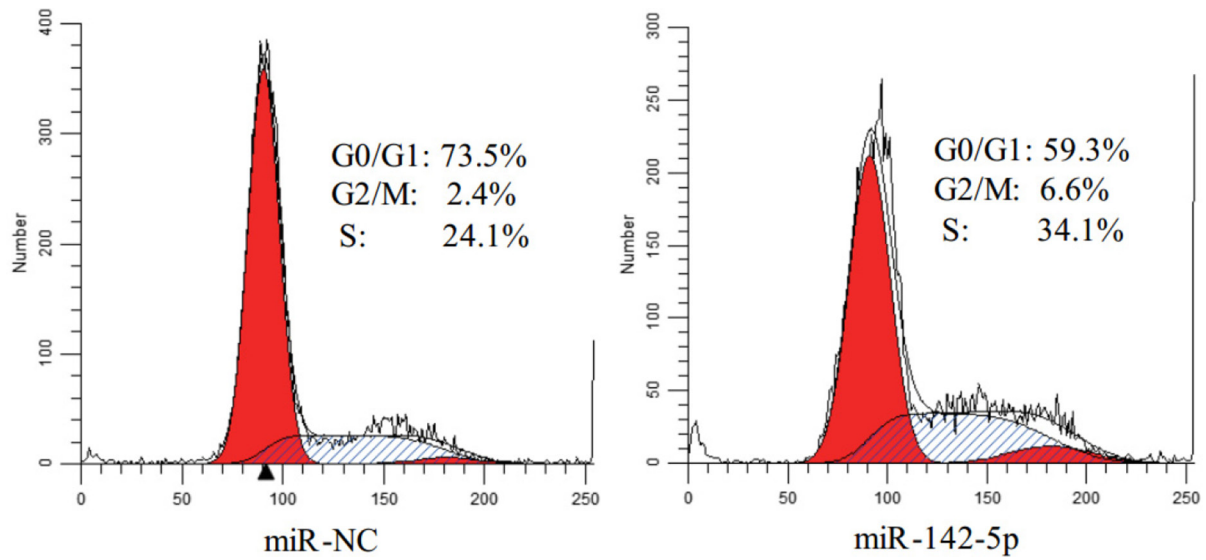 400
300
200
100
0
Number
G0/G1: 73.5%
G2/M: 2.4%
S: 24.1%
0 50 100 150 200 250
miR-NC
300
250
200
150
100
50
0
Number
G0/G1: 59.3%
G2/M: 6.6%
S: 34.1%
0 50 100 150 200 250
miR-142-5p